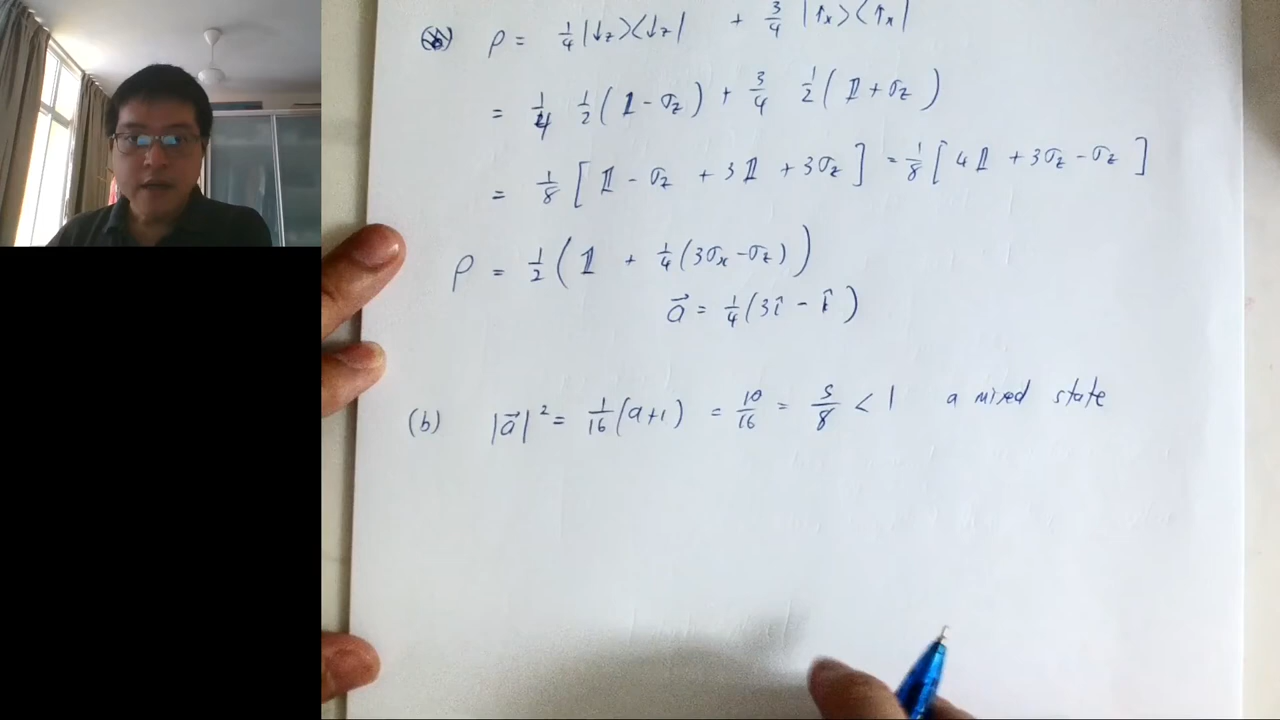 ρ = 1/4 |↓z><↓z| + 3/4 |↑x><↑x|
= 1/4 1/2 (𝟙 - σz) + 3/4 1/2 (𝟙 + σz)
= 1/8 [𝟙 - σz + 3𝟙 + 3σz] = 1/8 [4𝟙 + 3σz - σz]
ρ = 1/2 (𝟙 + 1/4 (3σx - σz))
a⃗ = 1/4 (3î - k̂)
(b) |a⃗|² = 1/16 (9+1) = 10/16 = 5/8 < 1 a mixed state